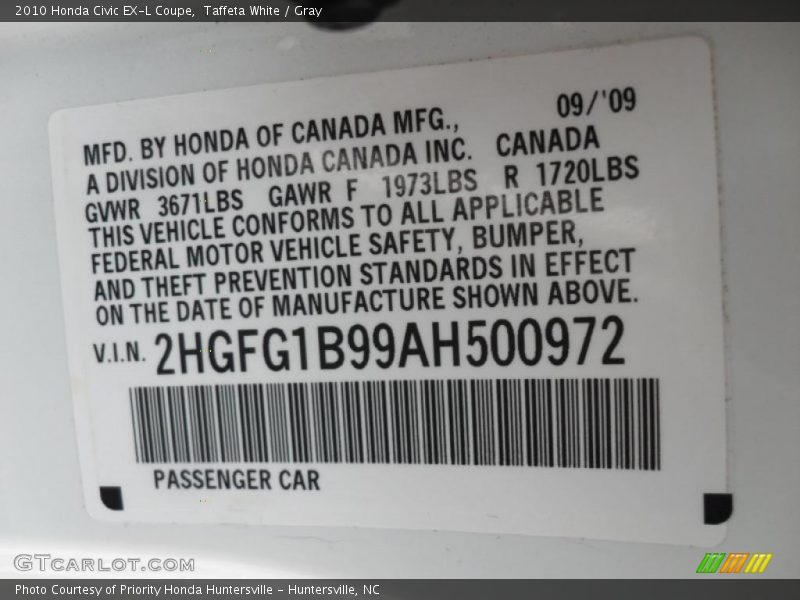 2010 Honda Civic EX-L Coupe, Taffeta White / Gray
09/'09
MFD. BY HONDA OF CANADA MFG.,
A DIVISION OF HONDA CANADA INC. CANADA
GVWR 3671LBS GAWR F 1973LBS R 1720LBS
THIS VEHICLE CONFORMS TO ALL APPLICABLE
FEDERAL MOTOR VEHICLE SAFETY, BUMPER,
AND THEFT PREVENTION STANDARDS IN EFFECT
ON THE DATE OF MANUFACTURE SHOWN ABOVE.
V.I.N. 2HGFG1B99AH500972
PASSENGER CAR
GTCARLOT.COM
Photo Courtesy of Priority Honda Huntersville - Huntersville, NC